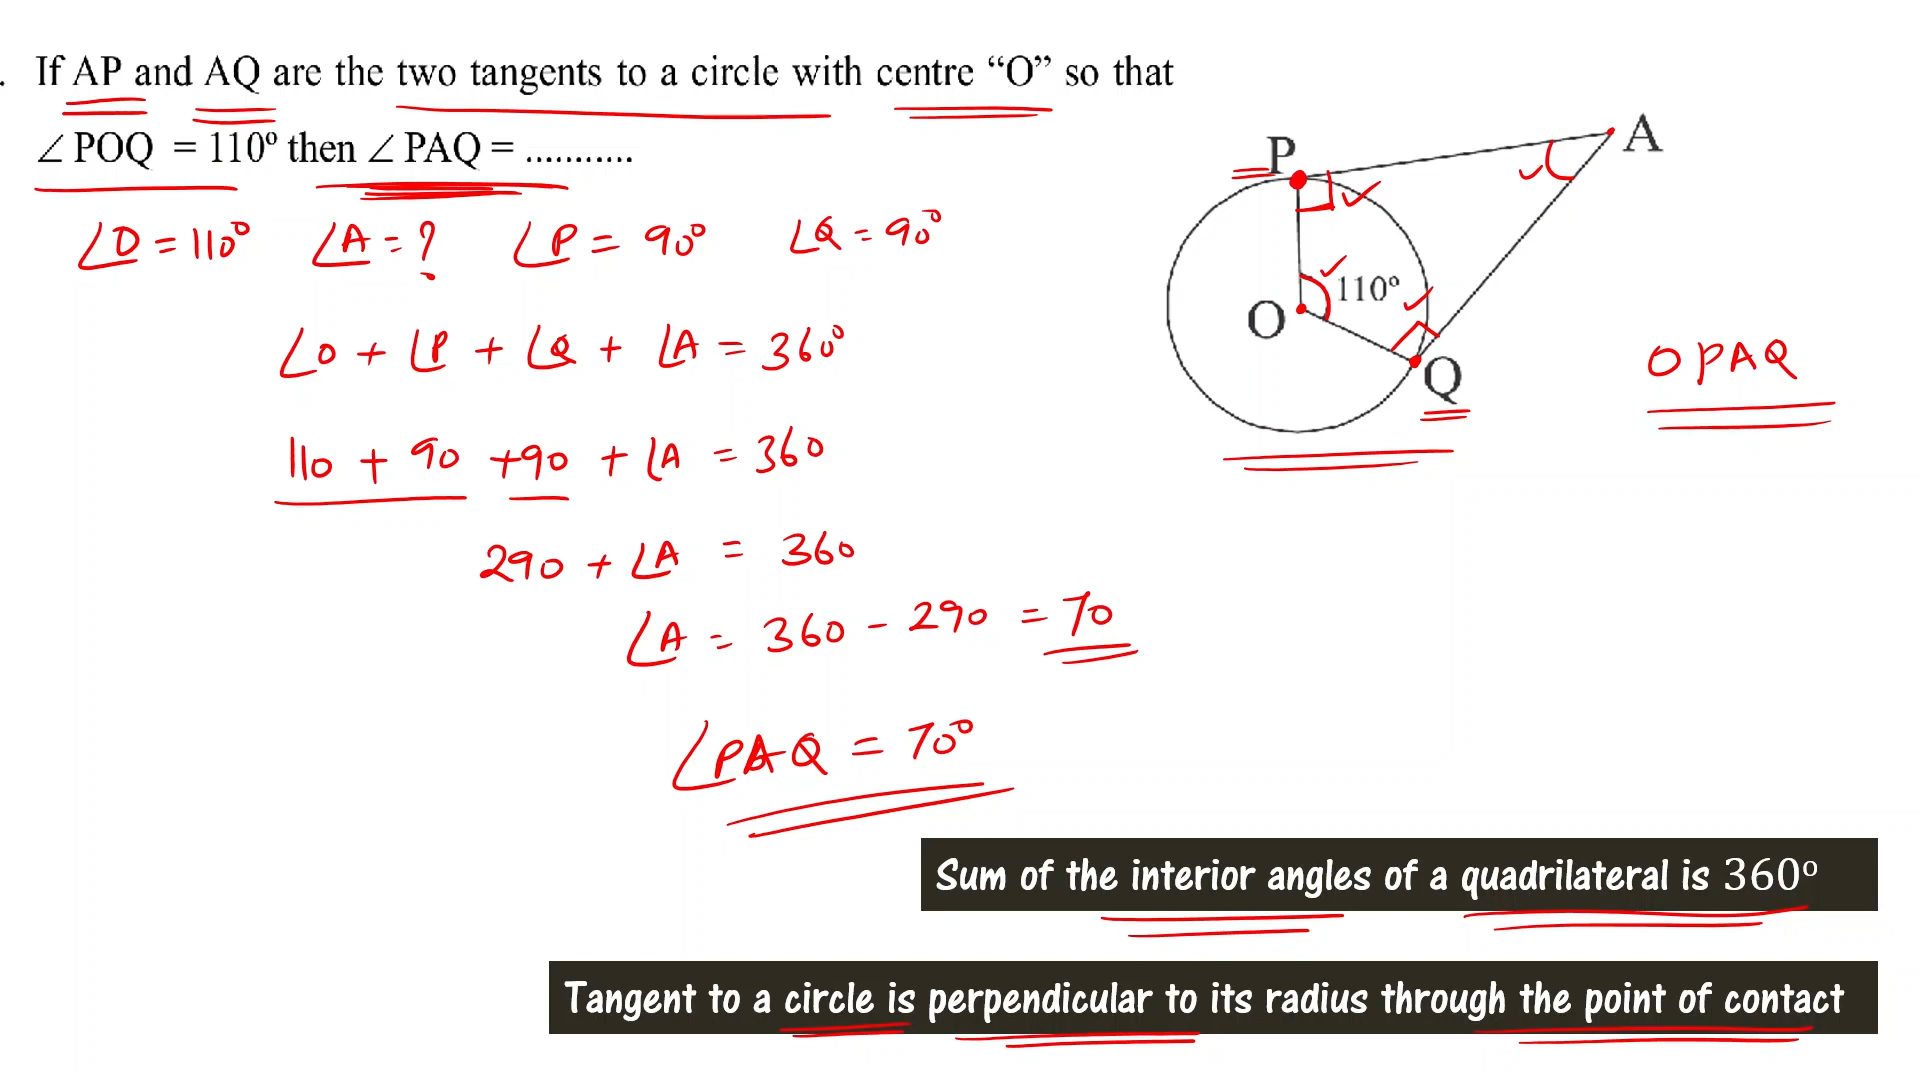 . If AP and AQ are the two tangents to a circle with centre “O” so that
∠ POQ = 110° then ∠ PAQ = ...........
∠O = 110° ∠A = ? ∠P = 90° ∠Q = 90°
∠O + ∠P + ∠Q + ∠A = 360°
110 + 90 +90 + ∠A = 360
290 + ∠A = 360
∠A = 360 - 290 = 70
∠PAQ = 70°
P
A
110°
O
Q
OPAQ
Sum of the interior angles of a quadrilateral is 360°
Tangent to a circle is perpendicular to its radius through the point of contact